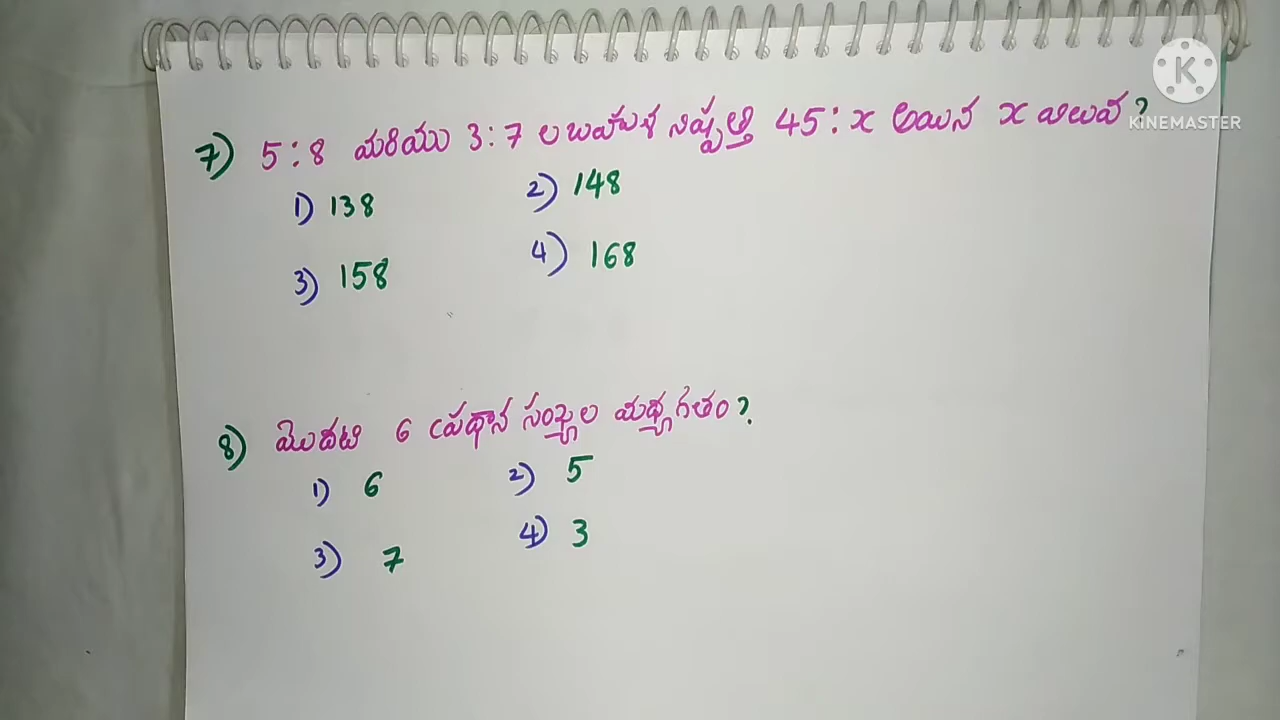 7) 5:8 మరియు 3:7 ల బహుళ నిష్పత్తి 45:x అయిన x విలువ?
1) 138 2) 148
3) 158 4) 168
8) మొదటి 6 ప్రధాన సంఖ్యల మధ్యగతం?
1) 6 2) 5
3) 7 4) 3
K
KINEMASTER